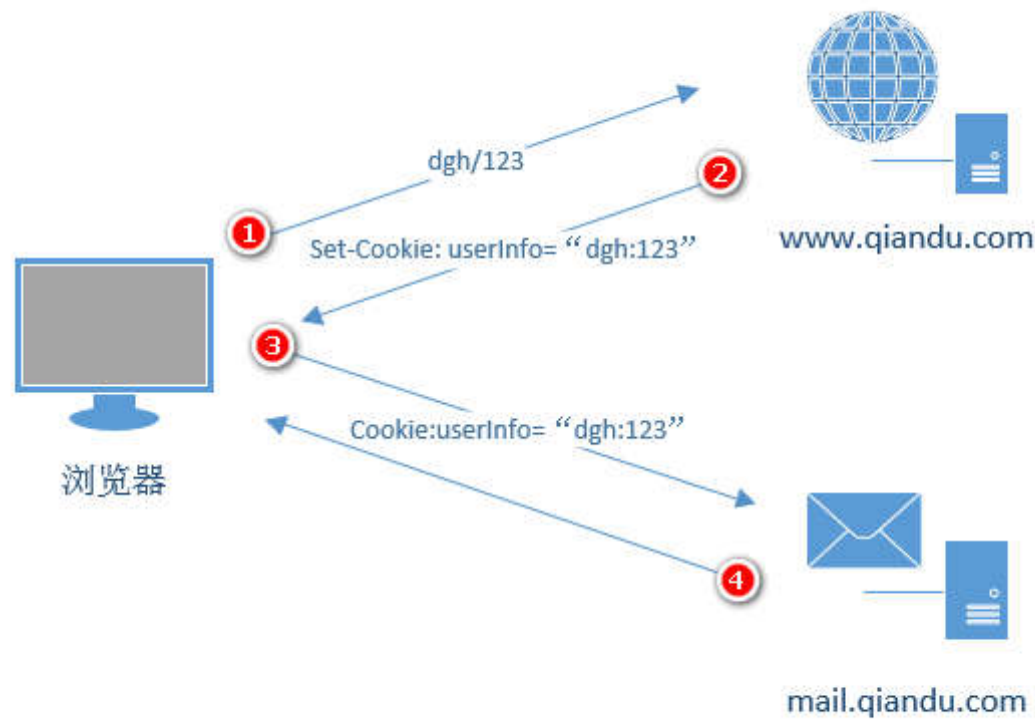 dgh/123
2
www.qiandu.com
1
Set-Cookie: userInfo= “dgh:123”
3
Cookie:userInfo= “dgh:123”
浏览器
4
mail.qiandu.com